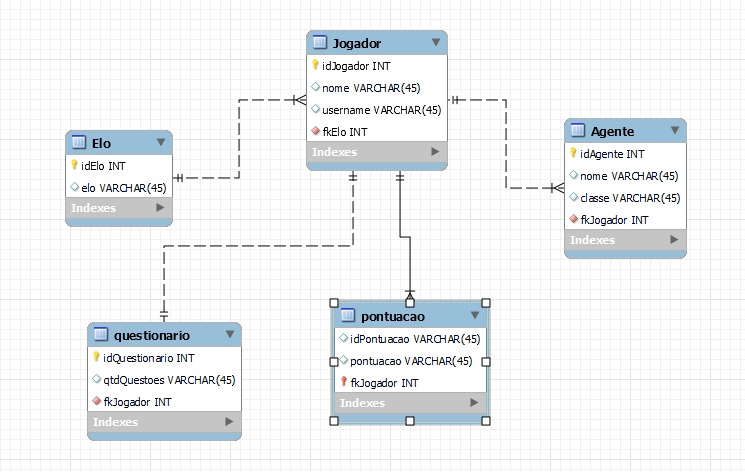 Jogador
idJogador INT
nome VARCHAR(45)
username VARCHAR(45)
fkElo INT
Indexes
Elo
idElo INT
elo VARCHAR(45)
Indexes
Agente
idAgente INT
nome VARCHAR(45)
classe VARCHAR(45)
fkJogador INT
Indexes
questionario
idQuestionario INT
qtdQuestoes VARCHAR(45)
fkJogador INT
Indexes
pontuacao
idPontuacao VARCHAR(45)
pontuacao VARCHAR(45)
fkJogador INT
Indexes